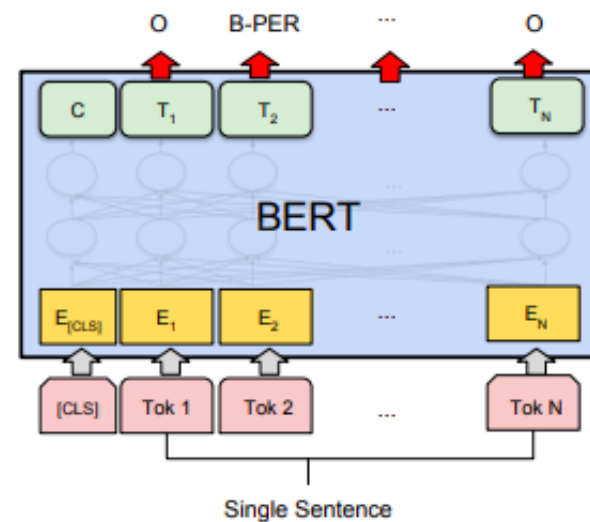 O B-PER ... O
C T1 T2 ... TN
...
BERT
...
E[CLS] E1 E2 ... EN
[CLS] Tok 1 Tok 2 ... Tok N
Single Sentence